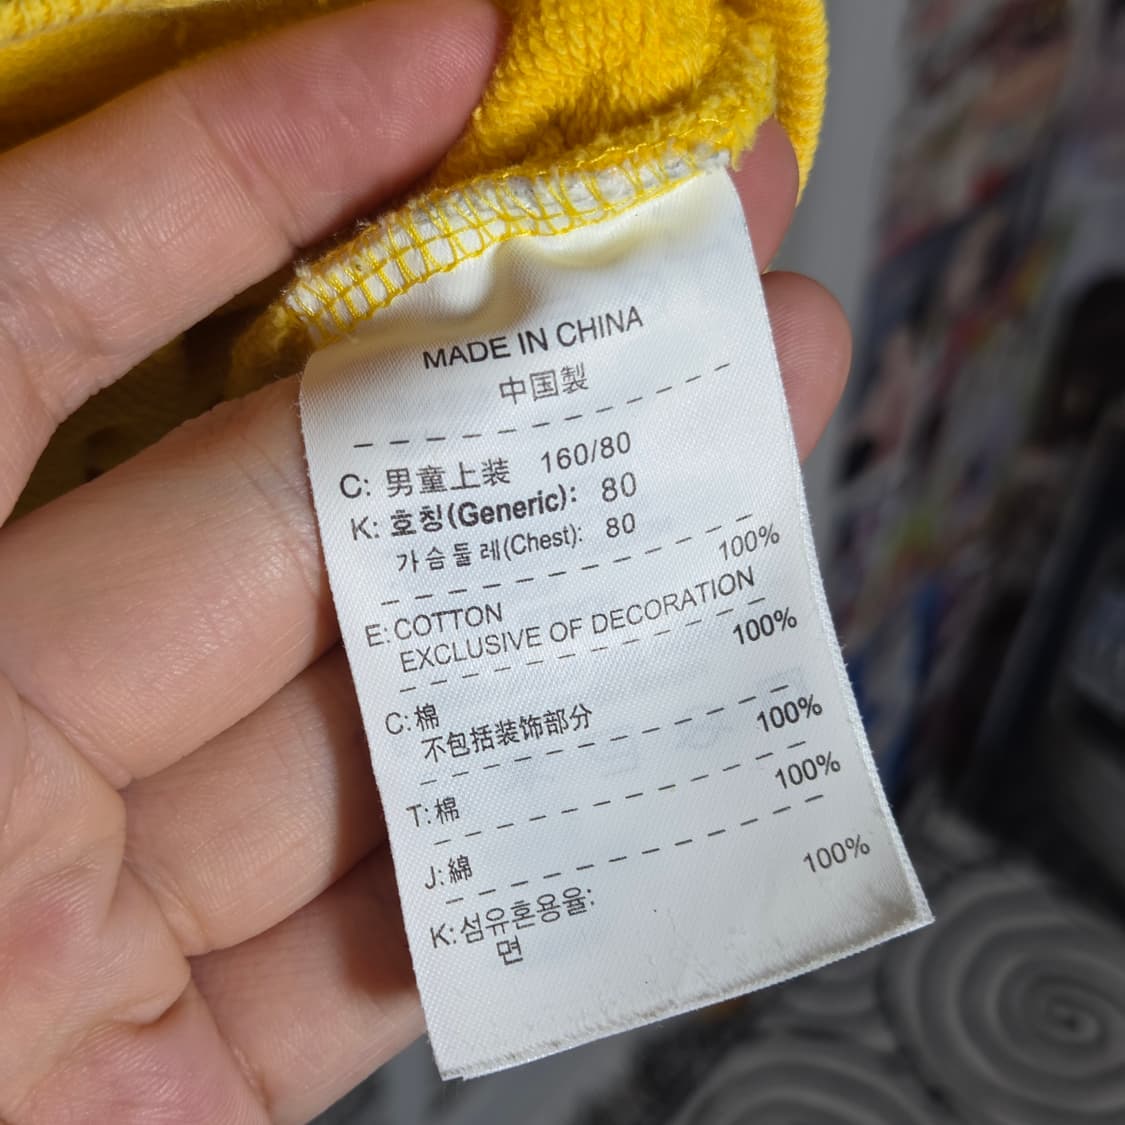 MADE IN CHINA
中国製
C: 男童上装 160/80
K: 호칭(Generic): 80
가슴둘레(Chest): 80
E: COTTON 100%
EXCLUSIVE OF DECORATION
C: 棉 100%
不包括装饰部分
T: 棉 100%
J: 綿 100%
K: 섬유혼용율:
면 100%